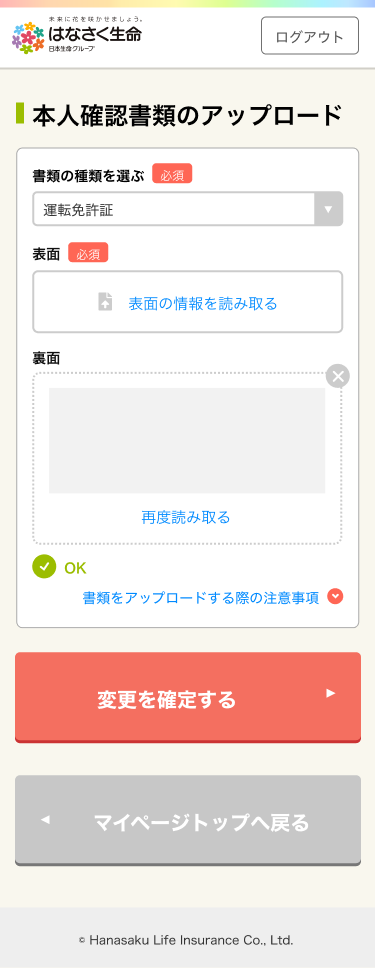 未来に花を咲かせましょう。
はなさく生命
日本生命グループ
ログアウト
本人確認書類のアップロード
書類の種類を選ぶ 必須
運転免許証
表面 必須
表面の情報を読み取る
裏面
再度読み取る
OK
書類をアップロードする際の注意事項
変更を確定する
マイページトップへ戻る
© Hanasaku Life Insurance Co., Ltd.